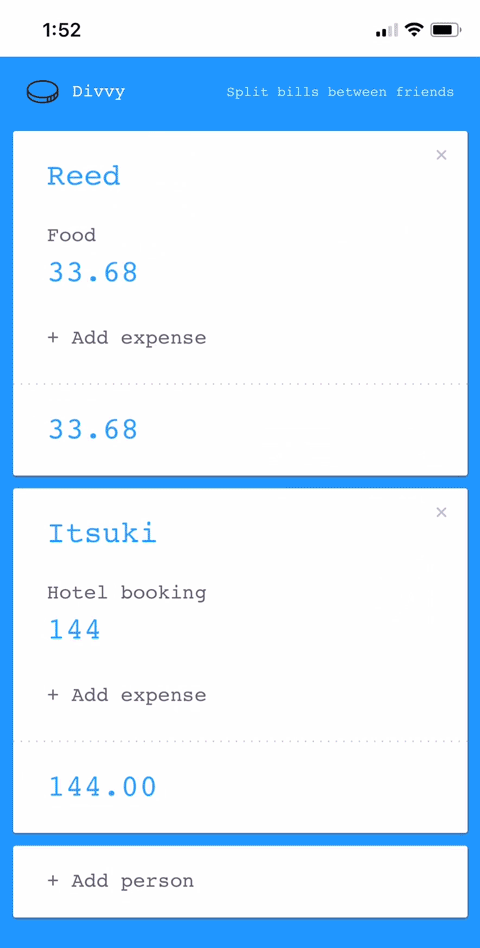 1:52
Divvy
Split bills between friends
×
Reed
Food
33.68
+ Add expense
33.68
×
Itsuki
Hotel booking
144
+ Add expense
144.00
+ Add person